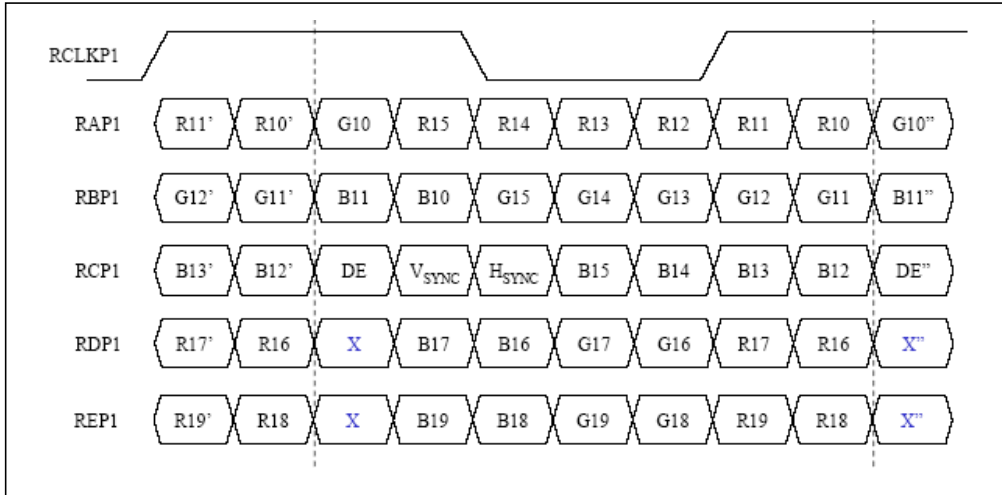 RCLKP1
RAP1 R11’ R10’ G10 R15 R14 R13 R12 R11 R10 G10”
RBP1 G12’ G11’ B11 B10 G15 G14 G13 G12 G11 B11”
RCP1 B13’ B12’ DE VSYNC HSYNC B15 B14 B13 B12 DE”
RDP1 R17’ R16 X B17 B16 G17 G16 R17 R16 X”
REP1 R19’ R18 X B19 B18 G19 G18 R19 R18 X”